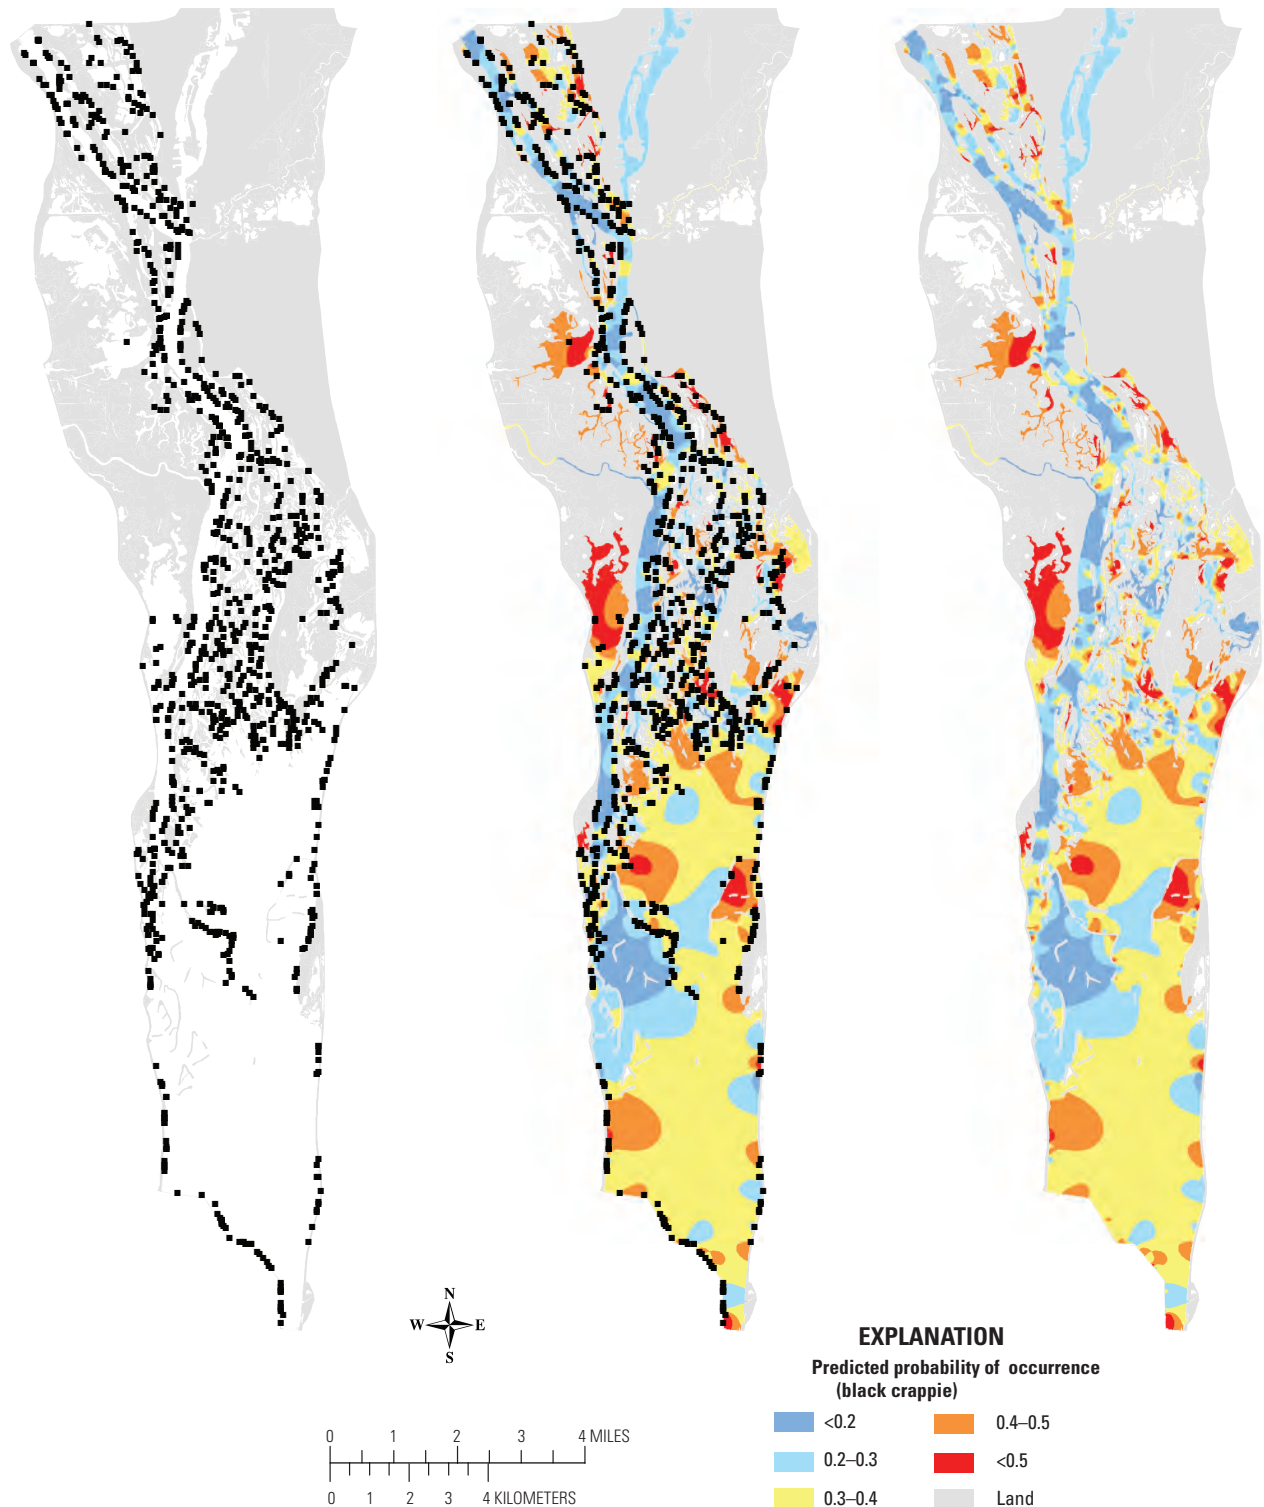 N
W E
S
EXPLANATION
Predicted probability of occurrence
(black crappie)
<0.2
0.2–0.3
0.3–0.4
0.4–0.5
<0.5
Land
0 1 2 3 4 MILES
0 1 2 3 4 KILOMETERS